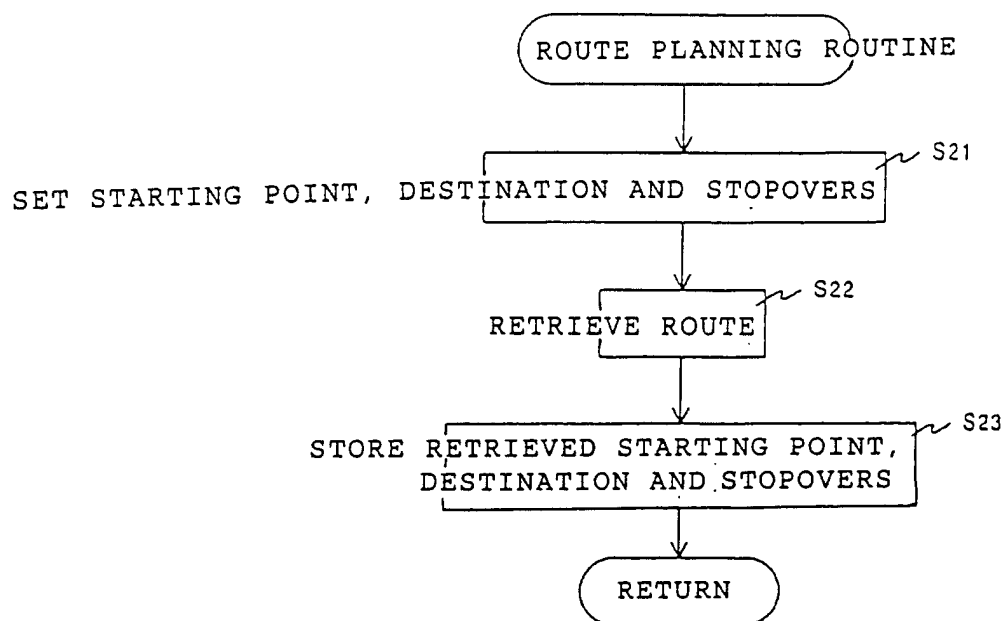 ROUTE PLANNING ROUTINE
S21
SET STARTING POINT, DESTINATION AND STOPOVERS
S22
RETRIEVE ROUTE
S23
STORE RETRIEVED STARTING POINT,
DESTINATION AND STOPOVERS
RETURN